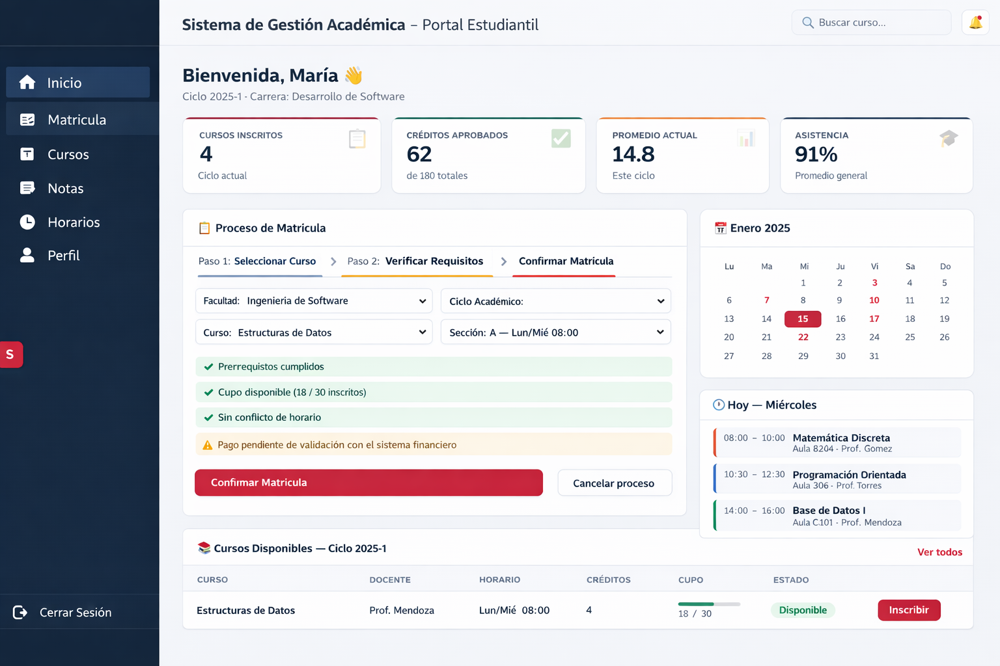 Sistema de Gestión Académica – Portal Estudiantil
Buscar curso...
Inicio
Matricula
Cursos
Notas
Horarios
Perfil
S
Cerrar Sesión
Bienvenida, María
Ciclo 2025-1 · Carrera: Desarrollo de Software
CURSOS INSCRITOS
4
Ciclo actual
CRÉDITOS APROBADOS
62
de 180 totales
PROMEDIO ACTUAL
14.8
Este ciclo
ASISTENCIA
91%
Promedio general
Proceso de Matricula
Paso 1: Seleccionar Curso
Paso 2: Verificar Requisitos
Confirmar Matricula
Facultad: Ingenieria de Software
Ciclo Académico:
Curso: Estructuras de Datos
Sección: A — Lun/Mié 08:00
Prerrequistos cumplidos
Cupo disponible (18 / 30 inscritos)
Sin conflicto de horario
Pago pendiente de validación con el sistema financiero
Confirmar Matricula
Cancelar proceso
Enero 2025
Lu Ma Mi Ju Vi Sa Do
1 2 3 4 5
6 7 8 9 10 11 12
13 14 15 16 17 18 19
20 21 22 23 24 25 26
27 28 29 30 31
Hoy — Miércoles
08:00 – 10:00 Matemática Discreta
Aula B204 · Prof. Gomez
10:30 – 12:30 Programación Orientada
Aula 306 · Prof. Torres
14:00 – 16:00 Base de Datos I
Aula C.101 · Prof. Mendoza
Cursos Disponibles — Ciclo 2025-1
Ver todos
CURSO DOCENTE HORARIO CRÉDITOS CUPO ESTADO
Estructuras de Datos Prof. Mendoza Lun/Mié 08:00 4 18 / 30 Disponible Inscribir